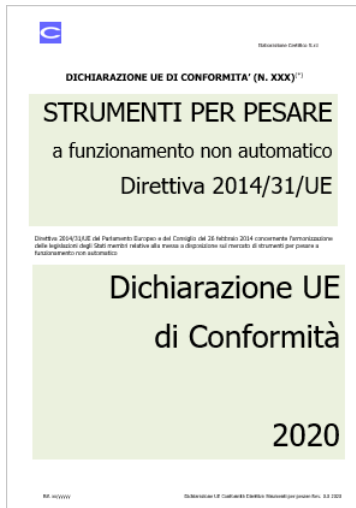 Elaborazione Certifico S.r.l.
DICHIARAZIONE UE DI CONFORMITA' (N. XXX)(*)
STRUMENTI PER PESARE
a funzionamento non automatico
Direttiva 2014/31/UE
Direttiva 2014/31/UE del Parlamento Europeo e del Consiglio del 26 febbraio 2014 concernente l'armonizzazione
delle legislazioni degli Stati membri relative alla messa a disposizione sul mercato di strumenti per pesare a
funzionamento non automatico
Dichiarazione UE
di Conformità
2020
Dichiarazione UE Conformità Direttiva Strumenti per pesare Rev. 2020